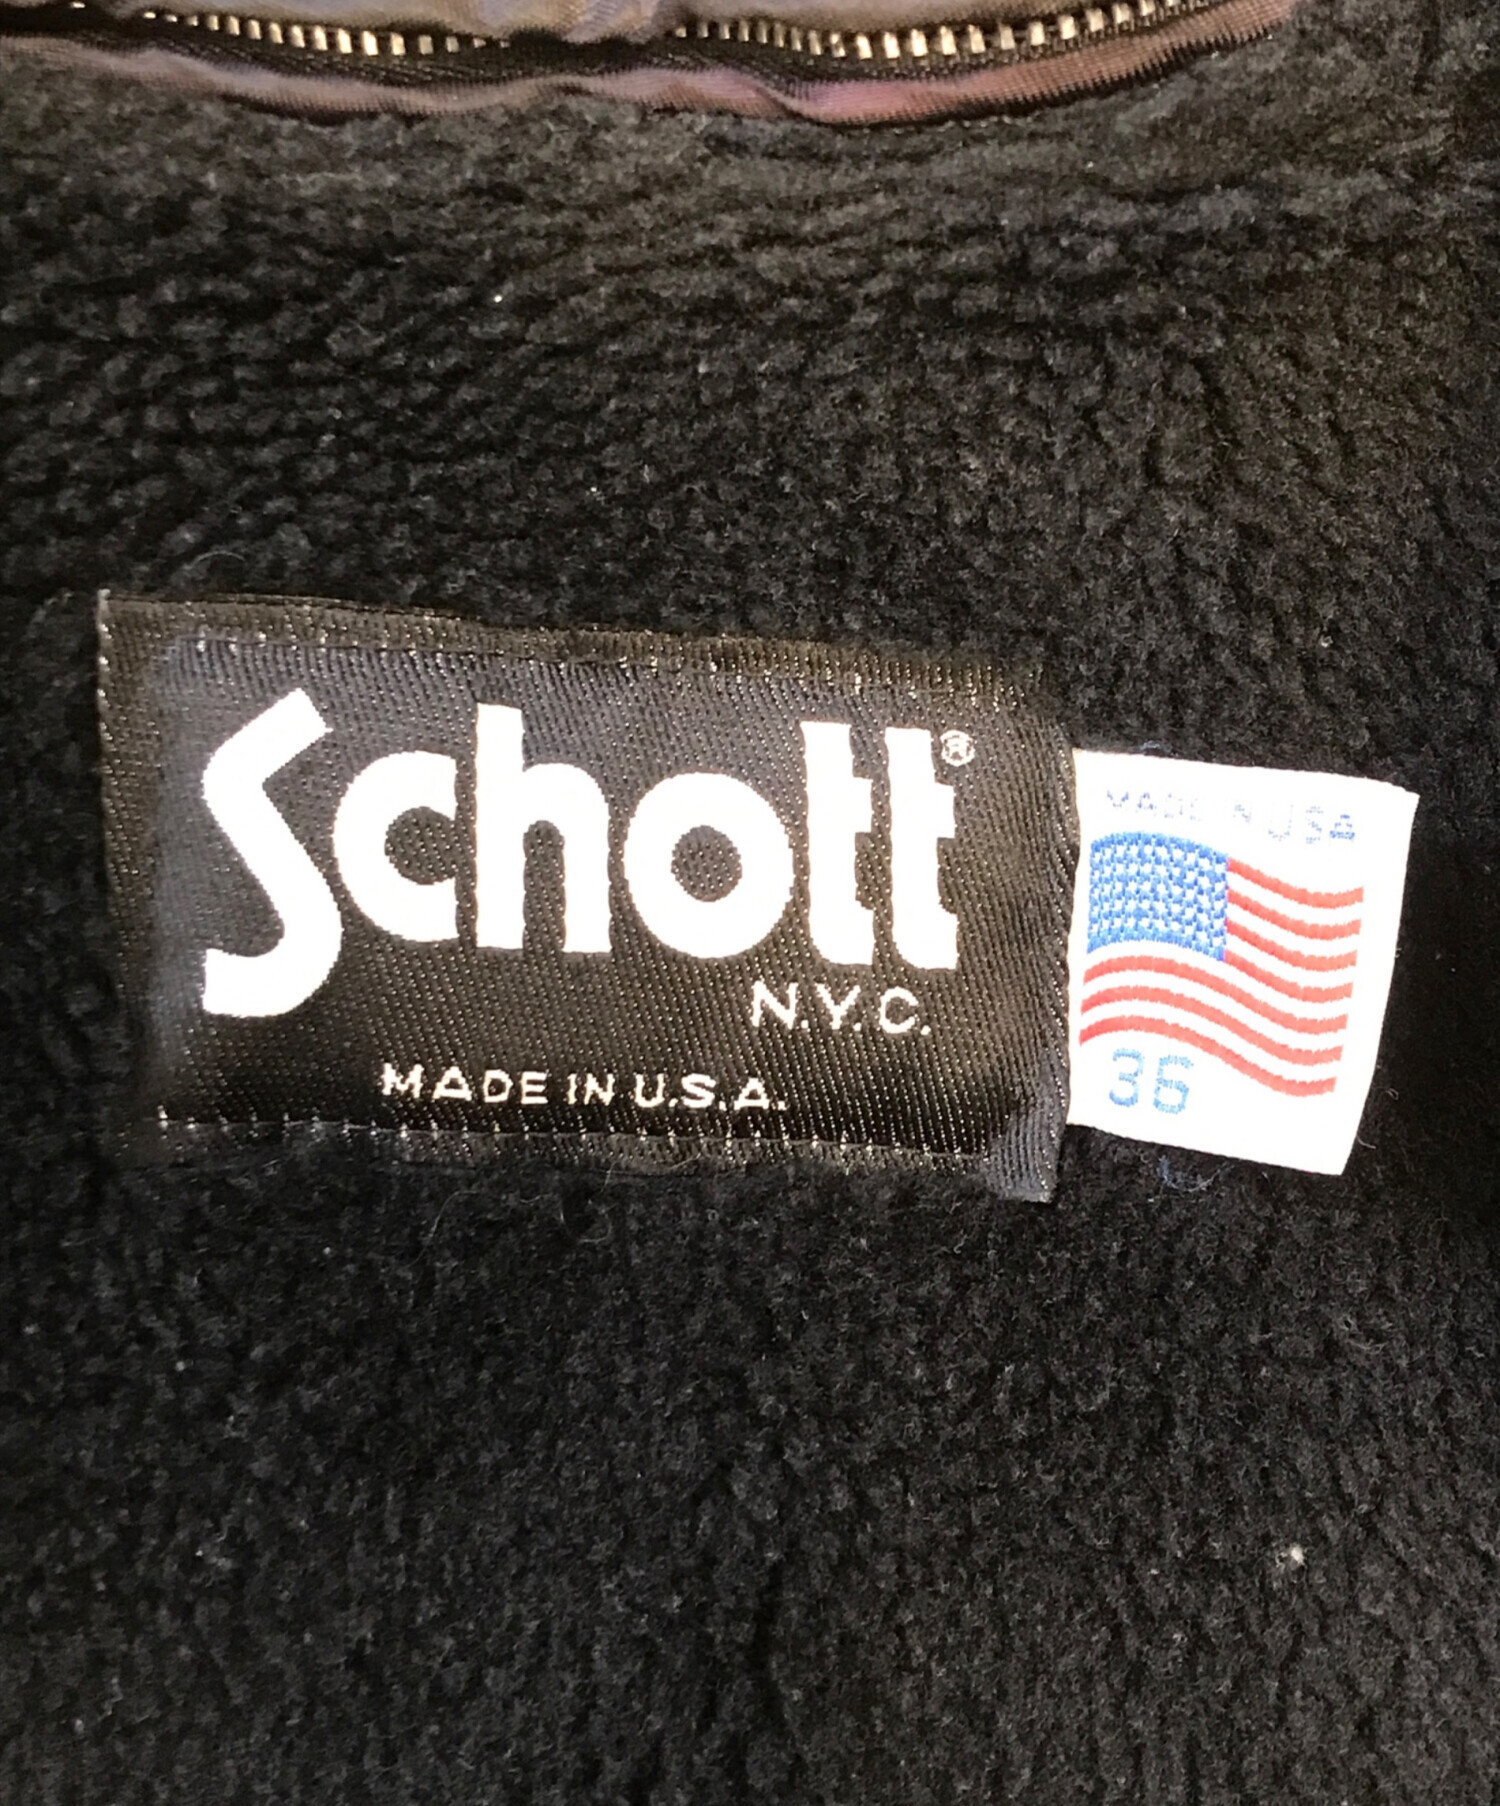 Schott®
N.Y.C.
MADE IN U.S.A.
MADE IN USA
36